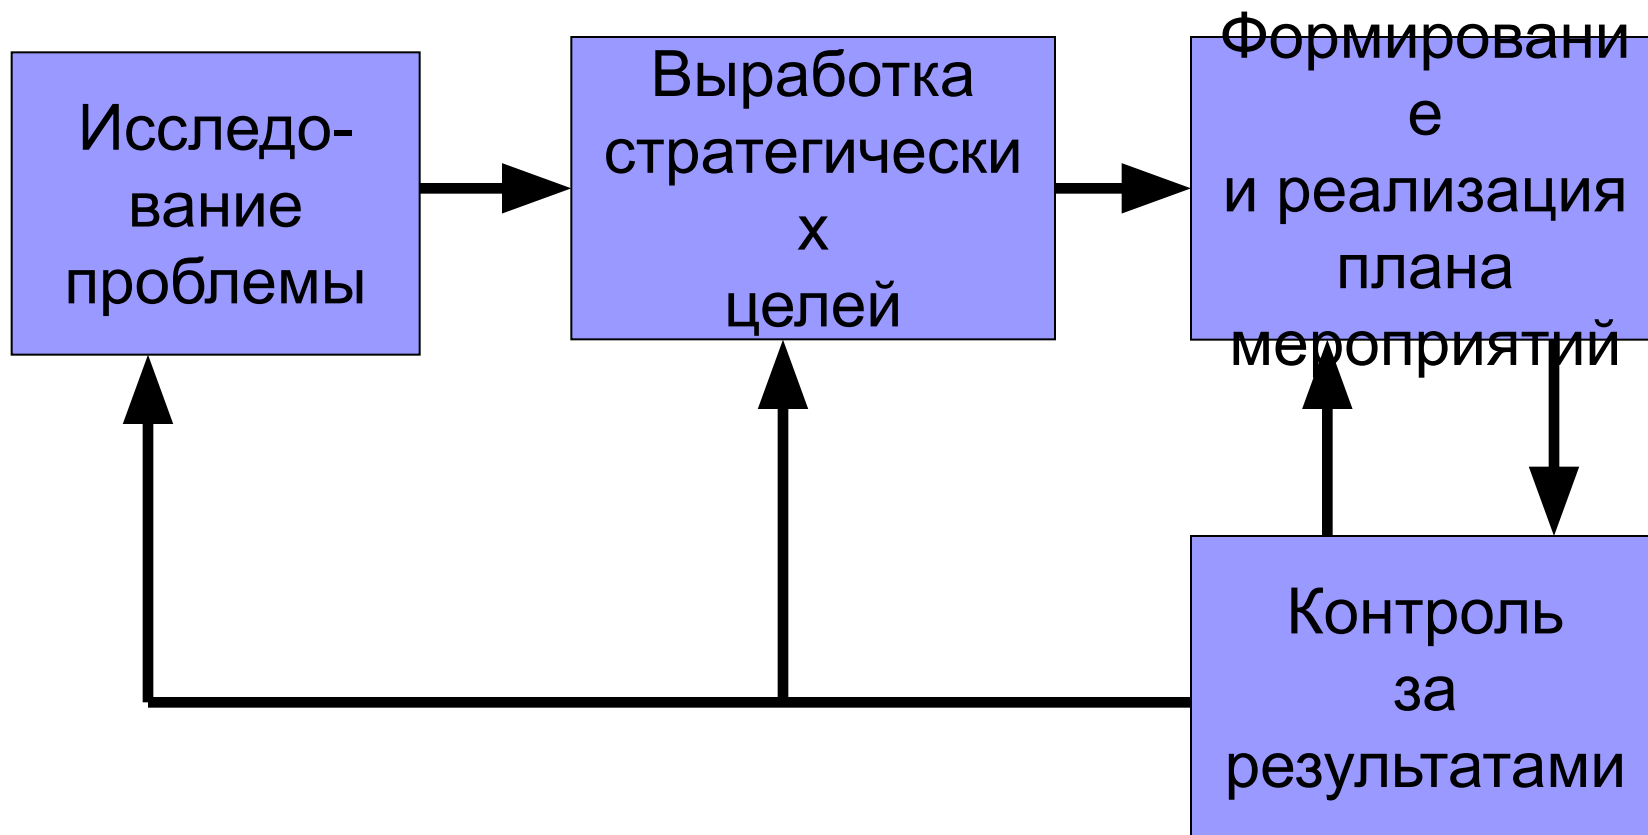 Исследо-
вание
проблемы
Выработка
стратегически
х
целей
Формировани
е
и реализация
плана
мероприятий
Контроль
за
результатами